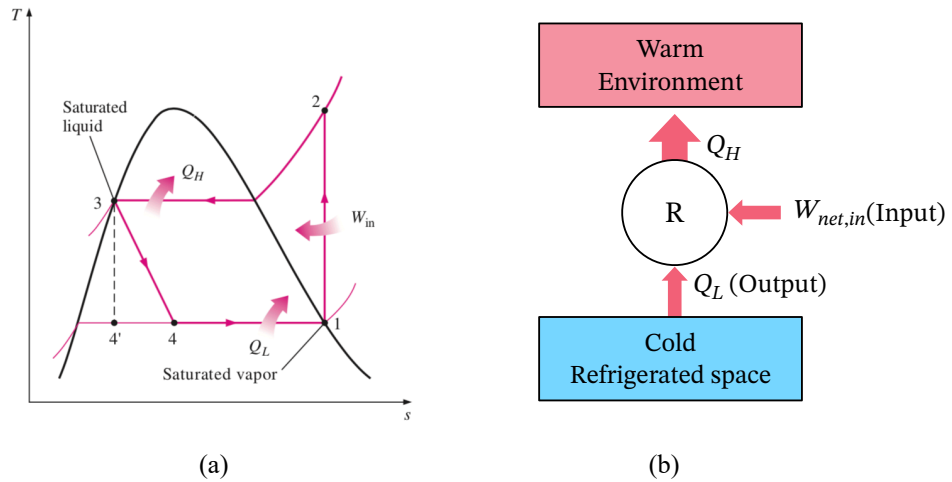 T
Saturated
liquid
2
Q_H
3
W_in
4'
4
Q_L
1
Saturated vapor
s
(a)
Warm
Environment
Q_H
R
W_net,in(Input)
Q_L (Output)
Cold
Refrigerated space
(b)